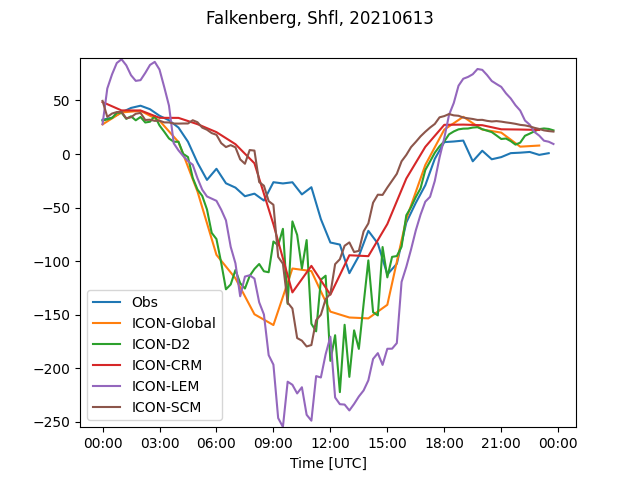 Falkenberg, Shfl, 20210613
50
0
−50
−100
−150
−200
−250
Obs
ICON-Global
ICON-D2
ICON-CRM
ICON-LEM
ICON-SCM
00:00 03:00 06:00 09:00 12:00 15:00 18:00 21:00 00:00
Time [UTC]